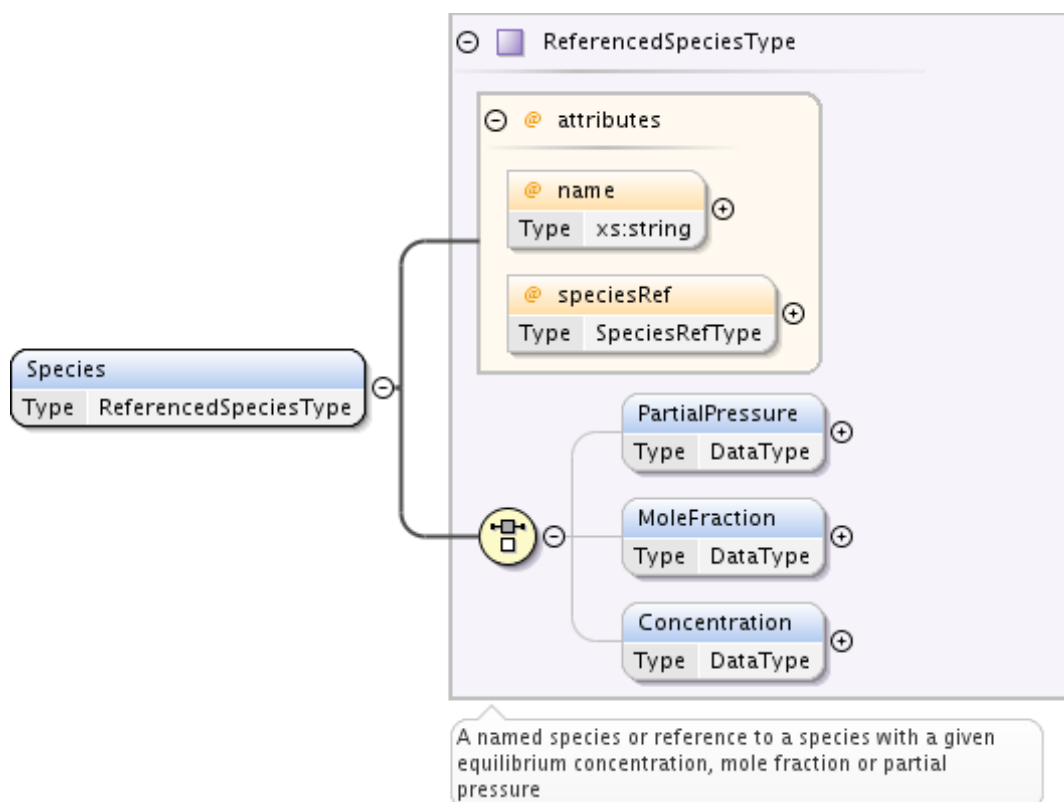 ReferencedSpeciesType
@ attributes
@ name
Type xs:string
@ speciesRef
Type SpeciesRefType
Species
Type ReferencedSpeciesType
PartialPressure
Type DataType
MoleFraction
Type DataType
Concentration
Type DataType
A named species or reference to a species with a given
equilibrium concentration, mole fraction or partial
pressure